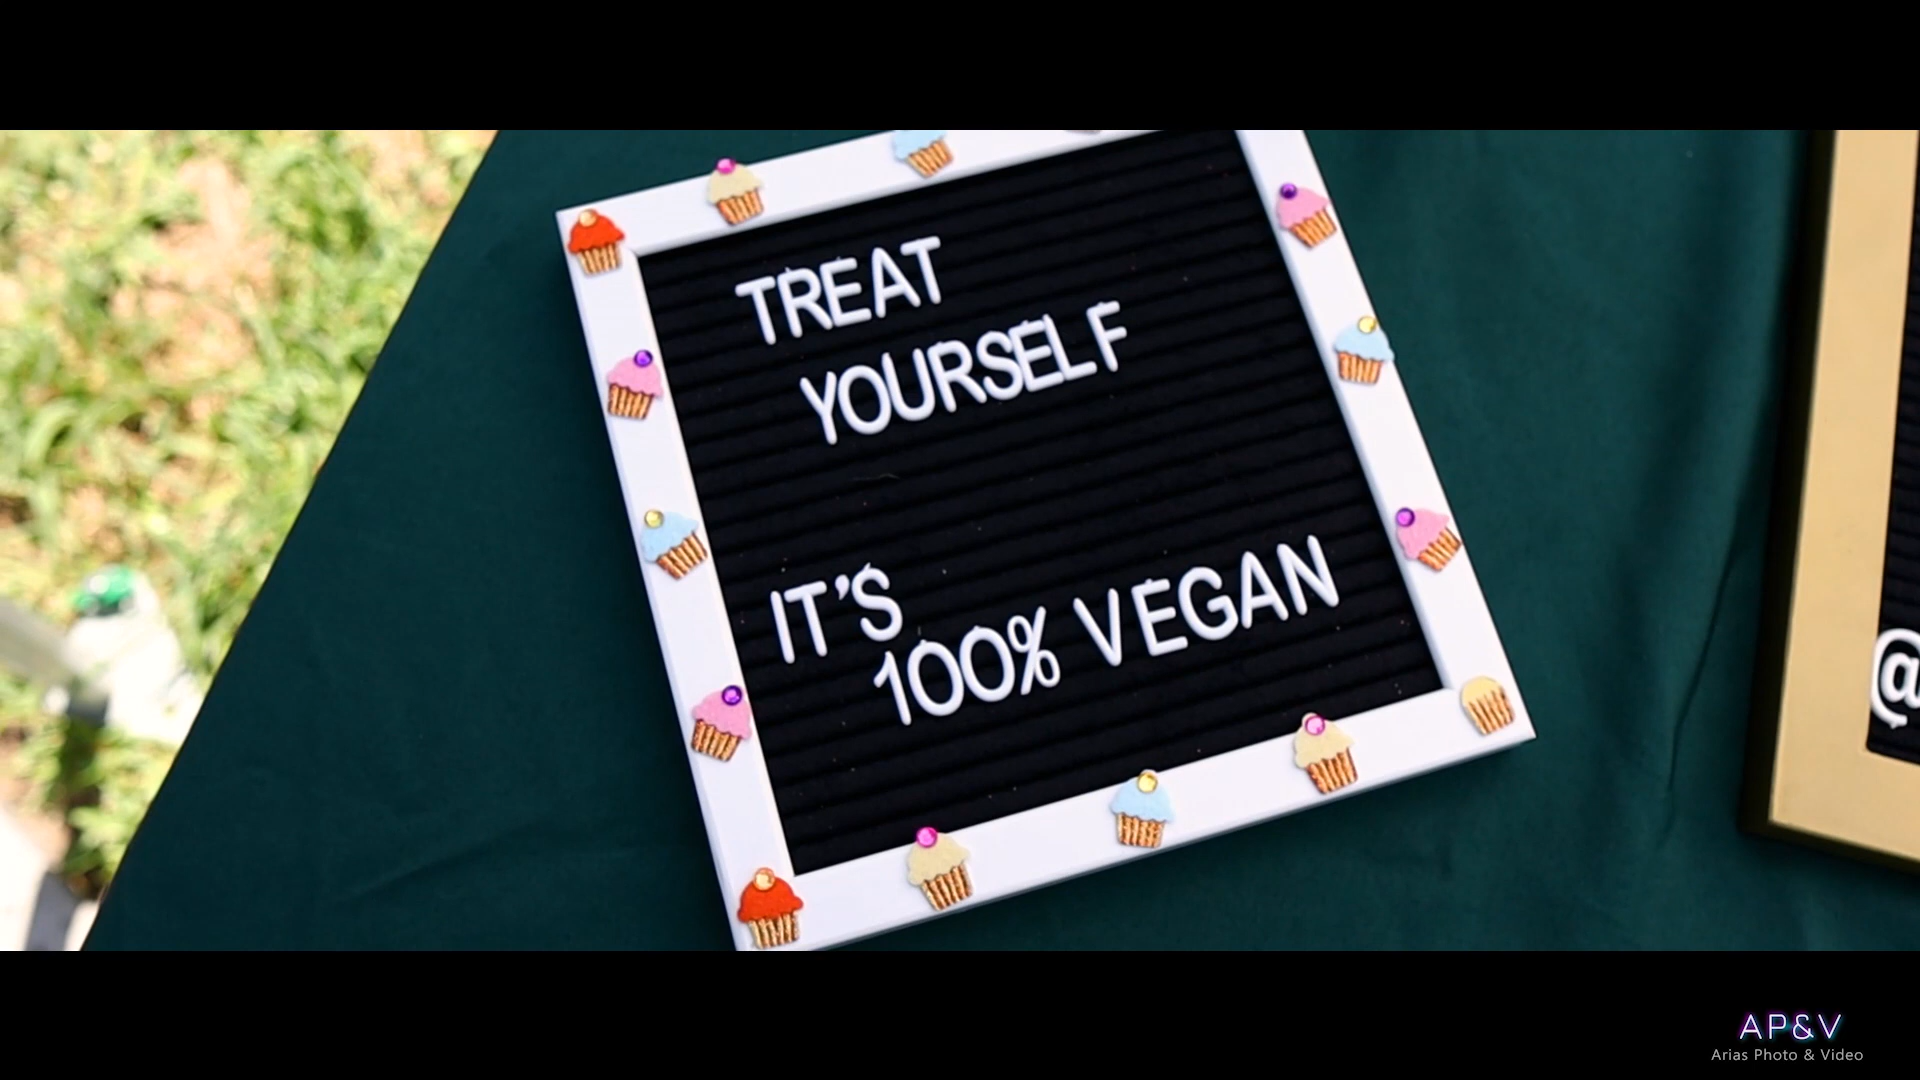 TREAT
YOURSELF
IT'S
100% VEGAN
@
AP&V
Arias Photo & Video